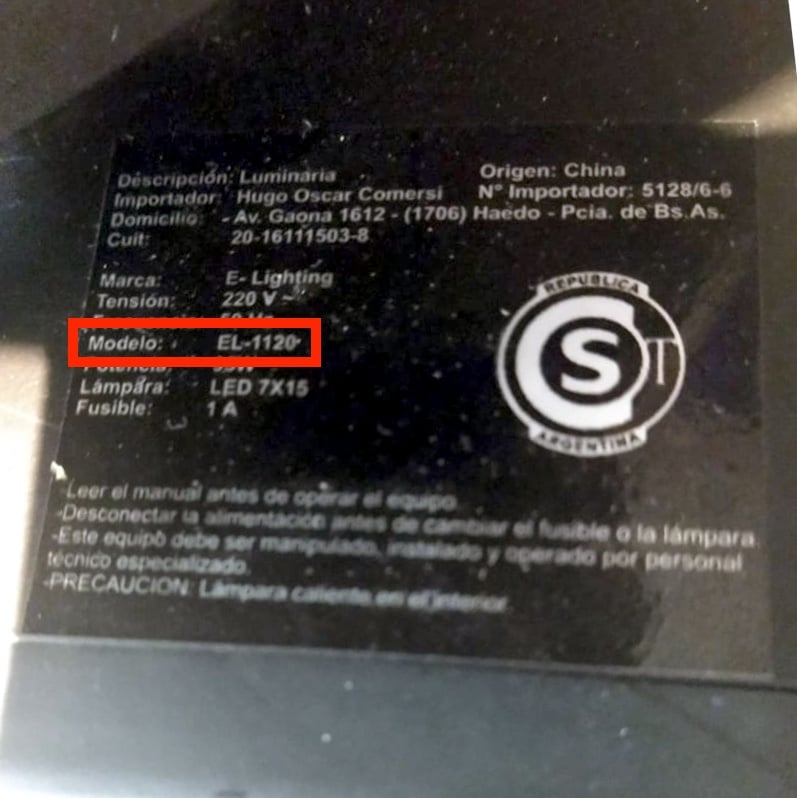 Descripción: Luminaria
Origen: China
Importador: Hugo Oscar Comersi
N° Importador: 5128/6-6
Domicilio: - Av. Gaona 1612 - (1706) Haedo - Pcia. de Bs.As.
Cuit: 20-16111503-8
Marca: E- Lighting
Tensión: 220 V ~
Modelo: EL-1120
Lámpara: LED 7X15
Fusible: 1 A
REPUBLICA
S
ARGENTINA
-Leer el manual antes de operar el equipo
-Desconectar la alimentación antes de cambiar el fusible o la lámpara.
-Este equipo debe ser manipulado, instalado y operado por personal
técnico especializado.
-PRECAUCION: Lámpara caliente en el interior